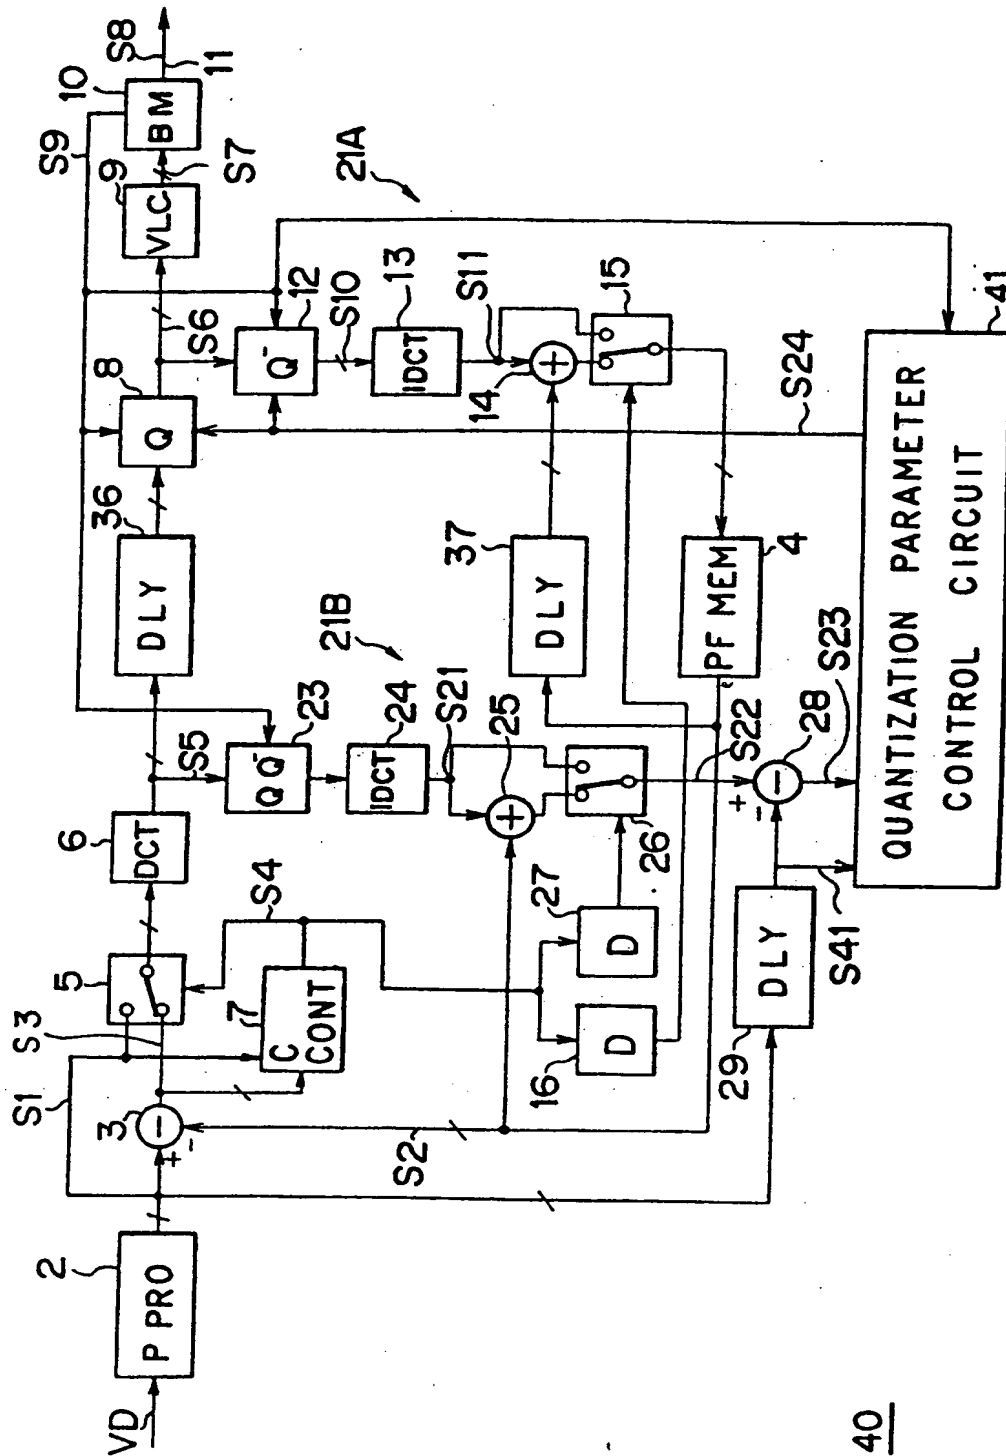 S9
10
S8
9
BM
11
VLC
S7
S6
8
Q
36
DLY
6
DCT
S5
5
S3
S1
3
+
-
-
2
P PRO
VD
21A
12
Q⁻
S10
13
IDCT
S11
14
+
15
23
Q Q⁻
24
IDCT
21B
S21
25
+
26
S4
7
C
CONT
27
D
16
D
S2
37
DLY
4
PF MEM
S22
+
-
-
28
S23
S24
29
DLY
S41
41
QUANTIZATION PARAMETER
CONTROL CIRCUIT
40